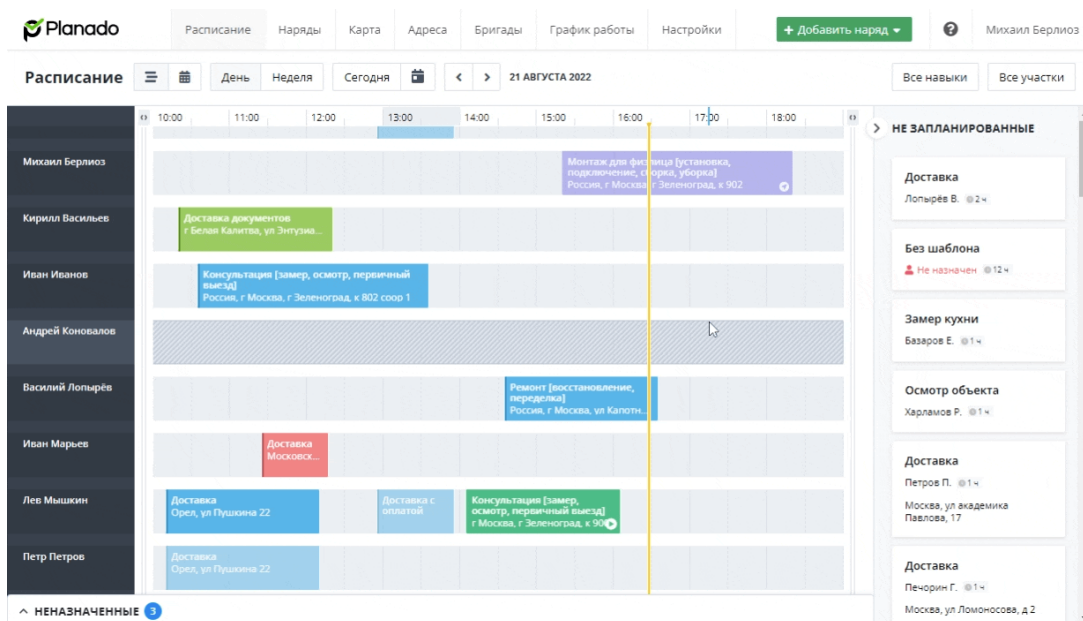 Planado
Расписание
Наряды
Карта
Адреса
Бригады
График работы
Настройки
+ Добавить наряд
Михаил Берлиоз
Расписание
День
Неделя
Сегодня
21 АВГУСТА 2022
Все навыки
Все участки
10:00
11:00
12:00
13:00
14:00
15:00
16:00
17:00
18:00
Михаил Берлиоз
Монтаж для физлица [установка,
подключение, сборка, уборка]
Россия, г Москва, г Зеленоград, к 902
Кирилл Васильев
Доставка документов
г Белая Калитва, ул Энтузиа...
Иван Иванов
Консультация [замер, осмотр, первичный
выезд]
Россия, г Москва, г Зеленоград, к 802 соор 1
Андрей Коновалов
Василий Лопырёв
Ремонт [восстановление,
переделка]
Россия, г Москва, ул Капотн...
Иван Марьев
Доставка
Московск...
Лев Мышкин
Доставка
Орел, ул Пушкина 22
Доставка с
оплатой
Консультация [замер,
осмотр, первичный выезд]
г Москва, г Зеленоград, к 90
Петр Петров
Доставка
Орел, ул Пушкина 22
НЕНАЗНАЧЕННЫЕ 3
НЕ ЗАПЛАНИРОВАННЫЕ
Доставка
Лопырёв В. 2 ч
Без шаблона
Не назначен 12 ч
Замер кухни
Базаров Е. 1 ч
Осмотр объекта
Харламов Р. 1 ч
Доставка
Петров П. 1 ч
Москва, ул академика
Павлова, 17
Доставка
Печорин Г. 1 ч
Москва, ул Ломоносова, д 2